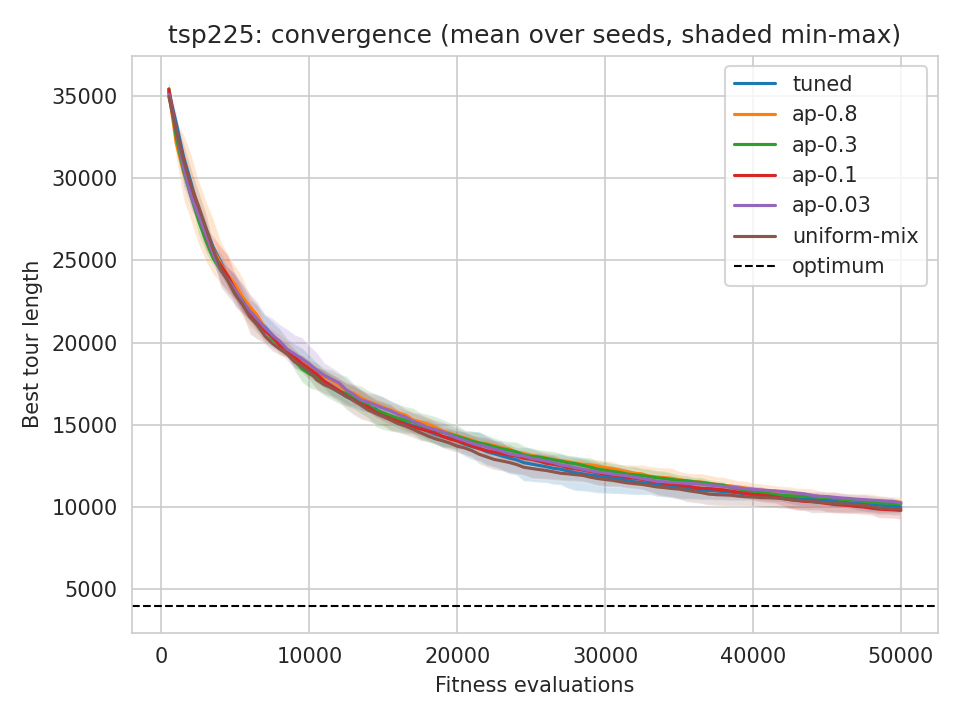 tsp225: convergence (mean over seeds, shaded min-max)
35000
30000
25000
20000
15000
10000
5000
Best tour length
tuned
ap-0.8
ap-0.3
ap-0.1
ap-0.03
uniform-mix
optimum
0 10000 20000 30000 40000 50000
Fitness evaluations